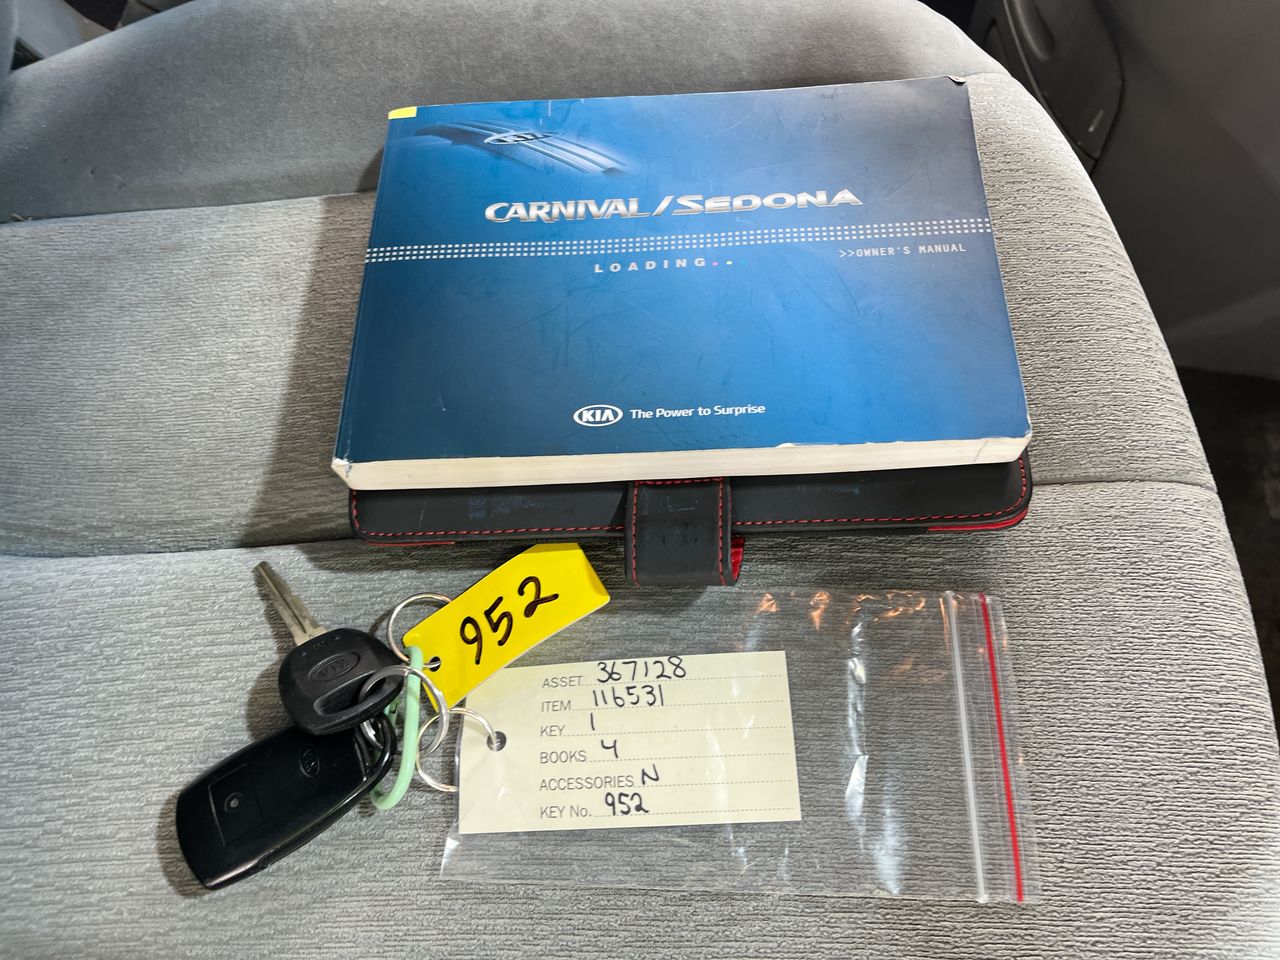 KIA
CARNIVAL/SEDONA
>>OWNER'S MANUAL
LOADING..
KIA The Power to Surprise
952
KIA
ASSET 367128
ITEM 116531
KEY 1
BOOKS 4
ACCESSORIES N
KEY No. 952